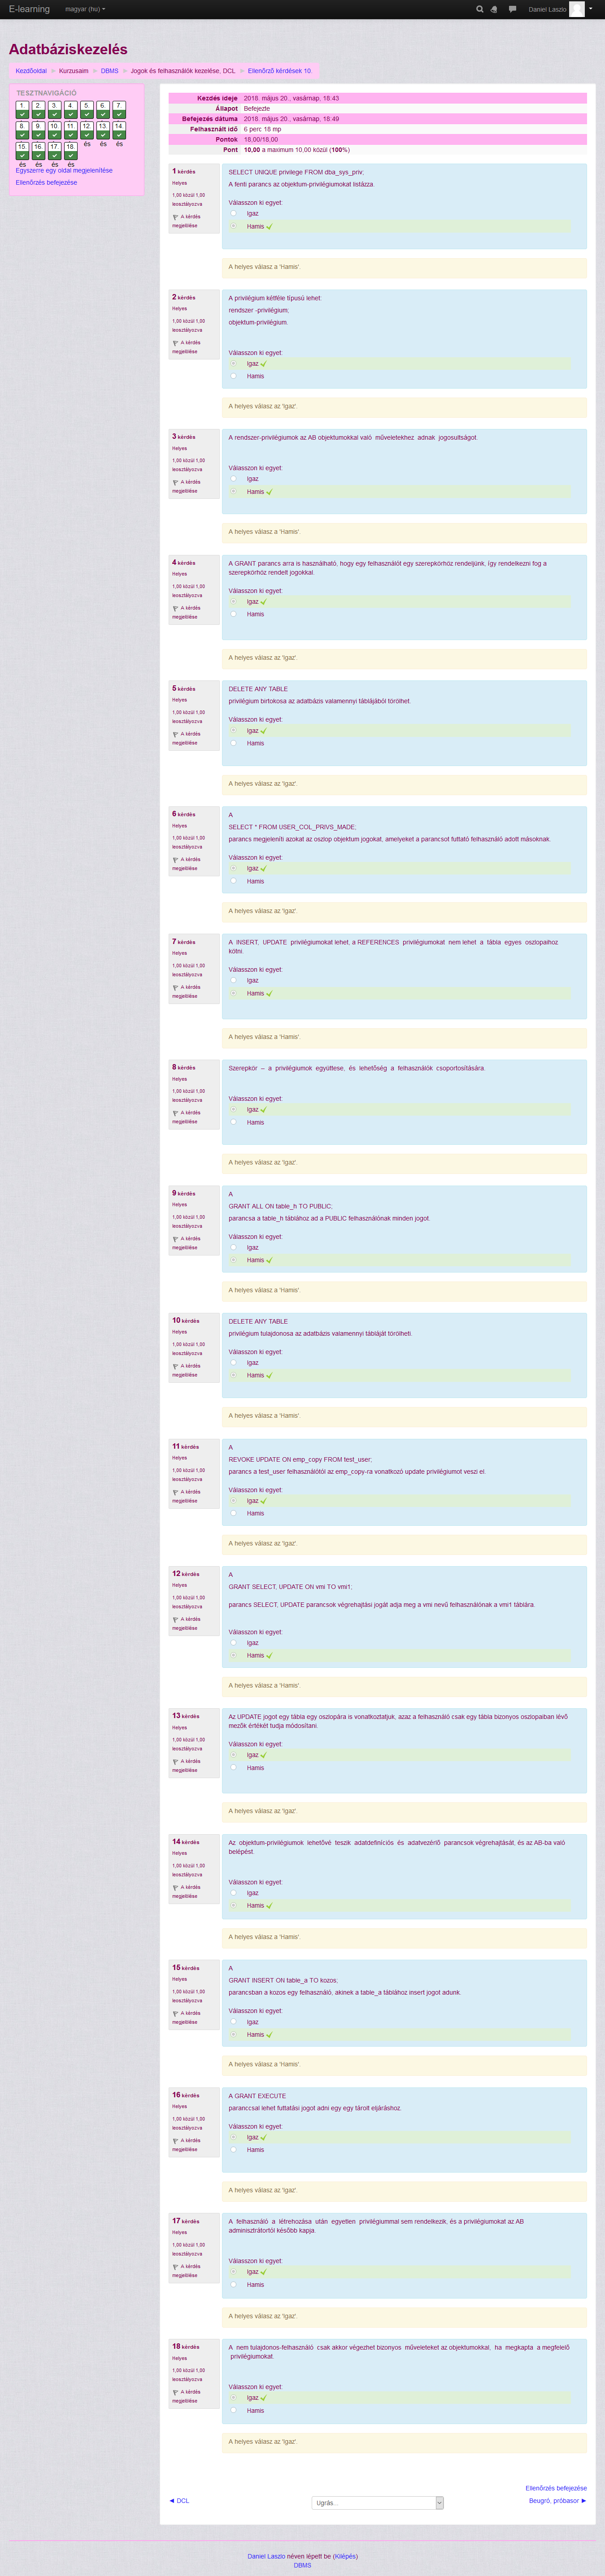 E-learning magyar (hu) Daniel Laszlo
Adatbáziskezelés
Kezdőoldal Kurzusaim DBMS Jogok és felhasználók kezelése, DCL Ellenőrző kérdések 10.
TESZTNAVIGÁCIÓ
1 2 3 4 5 6 7
8 9 10 11 12 13 14
és és és
15 16 17 18
és és és és
Egyszerre egy oldal megjelenítése
Ellenőrzés befejezése
Kezdés ideje 2018. május 20., vasárnap, 18:43
Állapot Befejezte
Befejezés dátuma 2018. május 20., vasárnap, 18:49
Felhasznált idő 6 perc 18 mp
Pontok 18,00/18,00
Pont 10,00 a maximum 10,00 közül (100%)
1 kérdés
Helyes
1,00 közül 1,00
leosztályozva
A kérdés
megjelölése
SELECT UNIQUE privilege FROM dba_sys_priv;
A fenti parancs az objektum-privilégiumokat listázza.
Válasszon ki egyet:
Igaz
Hamis
A helyes válasz a 'Hamis'.
2 kérdés
Helyes
1,00 közül 1,00
leosztályozva
A kérdés
megjelölése
A privilégium kétféle típusú lehet:
rendszer -privilégium;
objektum-privilégium.
Válasszon ki egyet:
Igaz
Hamis
A helyes válasz az 'Igaz'.
3 kérdés
Helyes
1,00 közül 1,00
leosztályozva
A kérdés
megjelölése
A rendszer-privilégiumok az AB objektumokkal való műveletekhez adnak jogosultságot.
Válasszon ki egyet:
Igaz
Hamis
A helyes válasz a 'Hamis'.
4 kérdés
Helyes
1,00 közül 1,00
leosztályozva
A kérdés
megjelölése
A GRANT parancs arra is használható, hogy egy felhasználót egy szerepkörhöz rendeljünk, így rendelkezni fog a
szerepkörhöz rendelt jogokkal.
Válasszon ki egyet:
Igaz
Hamis
A helyes válasz az 'Igaz'.
5 kérdés
Helyes
1,00 közül 1,00
leosztályozva
A kérdés
megjelölése
DELETE ANY TABLE
privilégium birtokosa az adatbázis valamennyi táblájából törölhet.
Válasszon ki egyet:
Igaz
Hamis
A helyes válasz az 'Igaz'.
6 kérdés
Helyes
1,00 közül 1,00
leosztályozva
A kérdés
megjelölése
A
SELECT * FROM USER_COL_PRIVS_MADE;
parancs megjeleníti azokat az oszlop objektum jogokat, amelyeket a parancsot futtató felhasználó adott másoknak.
Válasszon ki egyet:
Igaz
Hamis
A helyes válasz az 'Igaz'.
7 kérdés
Helyes
1,00 közül 1,00
leosztályozva
A kérdés
megjelölése
A INSERT, UPDATE privilégiumokat lehet, a REFERENCES privilégiumokat nem lehet a tábla egyes oszlopaihoz
kötni.
Válasszon ki egyet:
Igaz
Hamis
A helyes válasz a 'Hamis'.
8 kérdés
Helyes
1,00 közül 1,00
leosztályozva
A kérdés
megjelölése
Szerepkör – a privilégiumok együttese, és lehetőség a felhasználók csoportosítására.
Válasszon ki egyet:
Igaz
Hamis
A helyes válasz az 'Igaz'.
9 kérdés
Helyes
1,00 közül 1,00
leosztályozva
A kérdés
megjelölése
A
GRANT ALL ON table_h TO PUBLIC;
parancsa a table_h táblához ad a PUBLIC felhasználónak minden jogot.
Válasszon ki egyet:
Igaz
Hamis
A helyes válasz a 'Hamis'.
10 kérdés
Helyes
1,00 közül 1,00
leosztályozva
A kérdés
megjelölése
DELETE ANY TABLE
privilégium tulajdonosa az adatbázis valamennyi tábláját törölheti.
Válasszon ki egyet:
Igaz
Hamis
A helyes válasz a 'Hamis'.
11 kérdés
Helyes
1,00 közül 1,00
leosztályozva
A kérdés
megjelölése
A
REVOKE UPDATE ON emp_copy FROM test_user;
parancs a test_user felhasználótól az emp_copy-ra vonatkozó update privilégiumot veszi el.
Válasszon ki egyet:
Igaz
Hamis
A helyes válasz az 'Igaz'.
12 kérdés
Helyes
1,00 közül 1,00
leosztályozva
A kérdés
megjelölése
A
GRANT SELECT, UPDATE ON vmi TO vmi1;
parancs SELECT, UPDATE parancsok végrehajtási jogát adja meg a vmi nevű felhasználónak a vmi1 táblára.
Válasszon ki egyet:
Igaz
Hamis
A helyes válasz a 'Hamis'.
13 kérdés
Helyes
1,00 közül 1,00
leosztályozva
A kérdés
megjelölése
Az UPDATE jogot egy tábla egy oszlopára is vonatkoztatjuk, azaz a felhasználó csak egy tábla bizonyos oszlopaiban lévő
mezők értékét tudja módosítani.
Válasszon ki egyet:
Igaz
Hamis
A helyes válasz az 'Igaz'.
14 kérdés
Helyes
1,00 közül 1,00
leosztályozva
A kérdés
megjelölése
Az objektum-privilégiumok lehetővé teszik adatdefiníciós és adatvezérlő parancsok végrehajtását, és az AB-ba való
belépést.
Válasszon ki egyet:
Igaz
Hamis
A helyes válasz a 'Hamis'.
15 kérdés
Helyes
1,00 közül 1,00
leosztályozva
A kérdés
megjelölése
A
GRANT INSERT ON table_a TO kozos;
parancsban a kozos egy felhasználó, akinek a table_a táblához insert jogot adunk.
Válasszon ki egyet:
Igaz
Hamis
A helyes válasz a 'Hamis'.
16 kérdés
Helyes
1,00 közül 1,00
leosztályozva
A kérdés
megjelölése
A GRANT EXECUTE
paranccsal lehet futtatási jogot adni egy egy tárolt eljáráshoz.
Válasszon ki egyet:
Igaz
Hamis
A helyes válasz az 'Igaz'.
17 kérdés
Helyes
1,00 közül 1,00
leosztályozva
A kérdés
megjelölése
A felhasználó a létrehozása után egyetlen privilégiummal sem rendelkezik, és a privilégiumokat az AB
adminisztrátortól később kapja.
Válasszon ki egyet:
Igaz
Hamis
A helyes válasz az 'Igaz'.
18 kérdés
Helyes
1,00 közül 1,00
leosztályozva
A kérdés
megjelölése
A nem tulajdonos-felhasználó csak akkor végezhet bizonyos műveleteket az objektumokkal, ha megkapta a megfelelő
privilégiumokat.
Válasszon ki egyet:
Igaz
Hamis
A helyes válasz az 'Igaz'.
Ellenőrzés befejezése
◄ DCL Ugrás... Beugró, próbasor ►
Daniel Laszlo néven lépett be (Kilépés)
DBMS